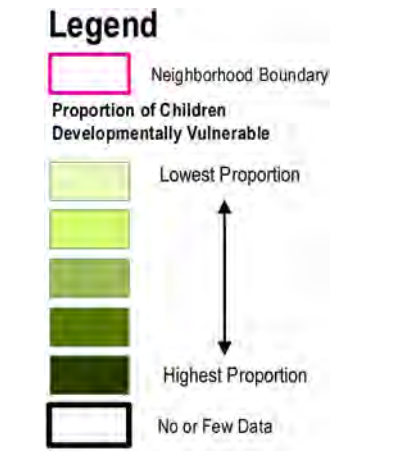 Legend
Neighborhood Boundary
Proportion of Children
Developmentally Vulnerable
Lowest Proportion
Highest Proportion
No or Few Data